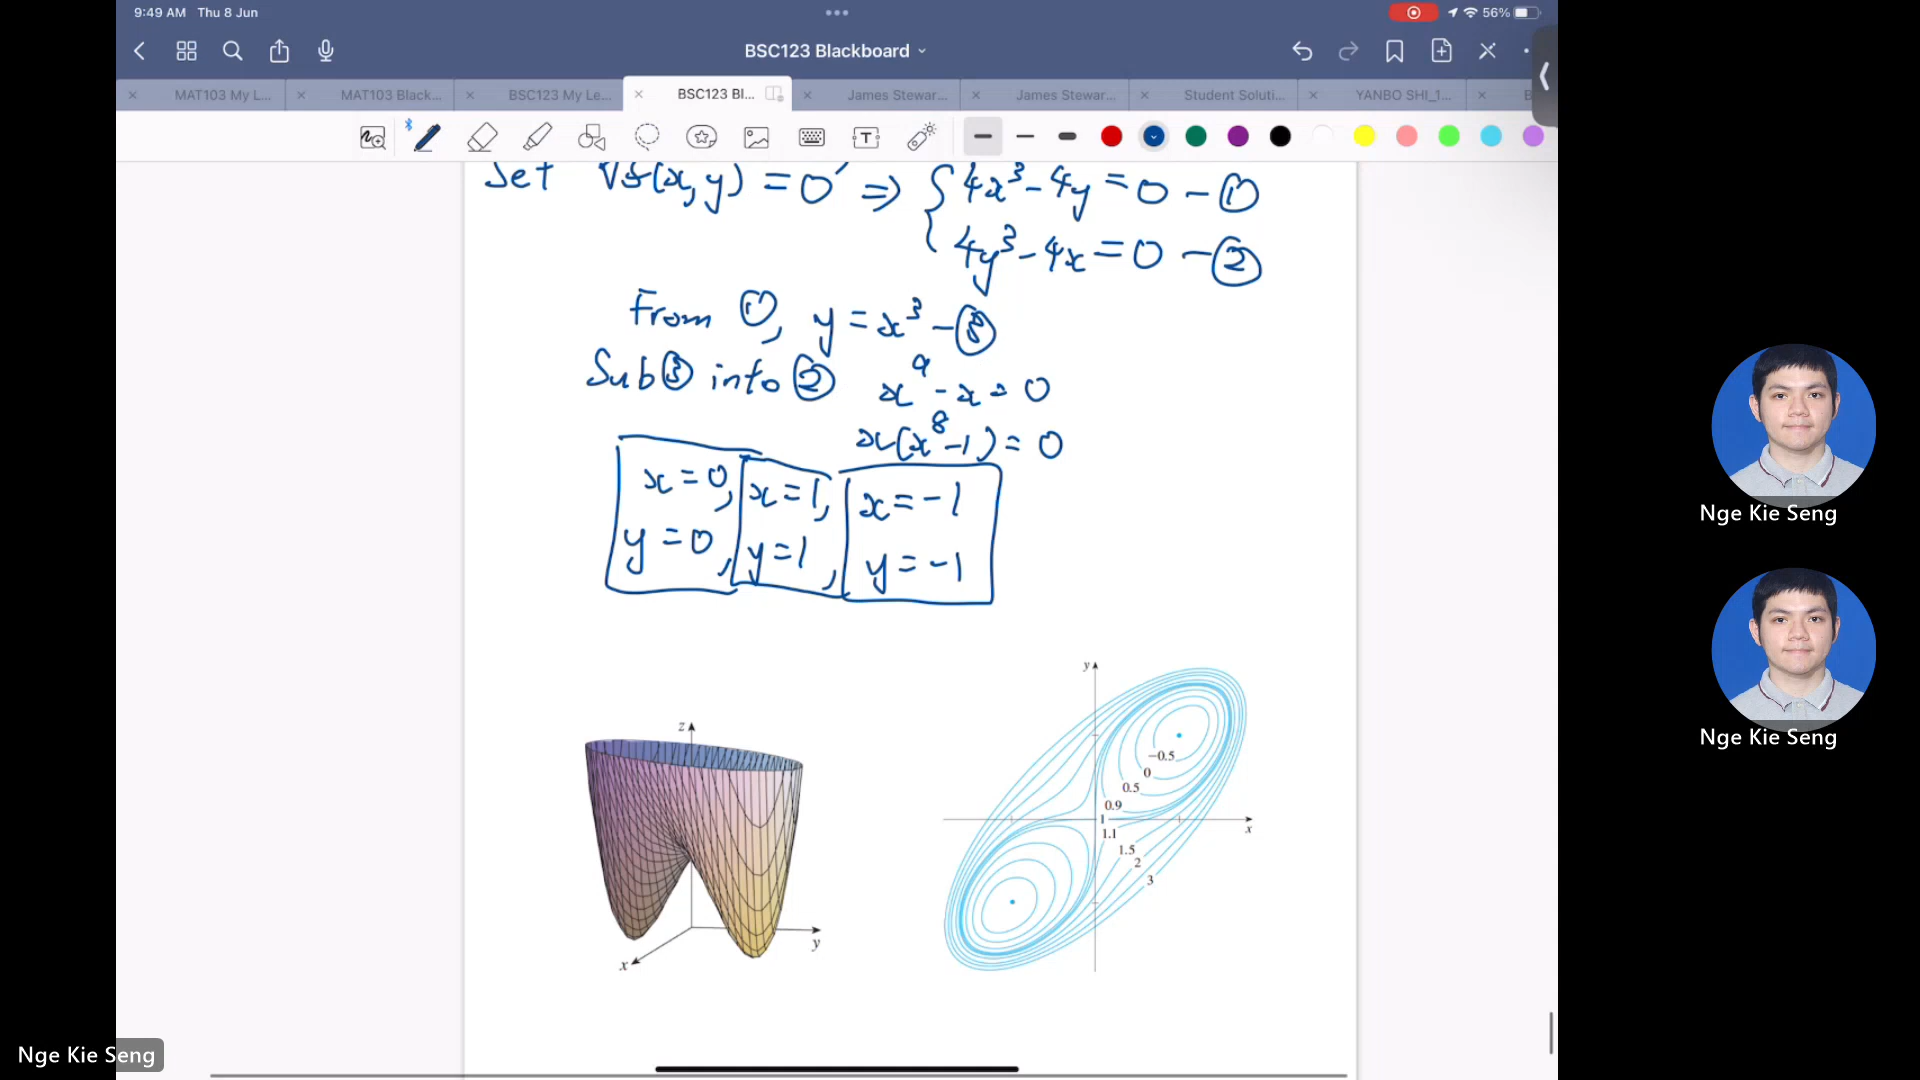 9:49 AM Thu 8 Jun
56%
BSC123 Blackboard
MAT103 My L...
MAT103 Black...
BSC123 My Le...
BSC123 Bl...
James Stewar...
James Stewar...
Student Soluti...
YANBO SHI_1...
B
Set ∇f(x,y) = 0 ⇒ { 4x³ - 4y = 0 - ①
4y³ - 4x = 0 - ②
From ①, y = x³ - ③
Sub ③ into ② x⁹ - x = 0
x(x⁸ - 1) = 0
x = 0, x = 1, x = -1
y = 0, y = 1, y = -1
z
x
y
y
x
-0.5
0
0.5
0.9
1
1.1
1.5
2
3
Nge Kie Seng
Nge Kie Seng
Nge Kie Seng